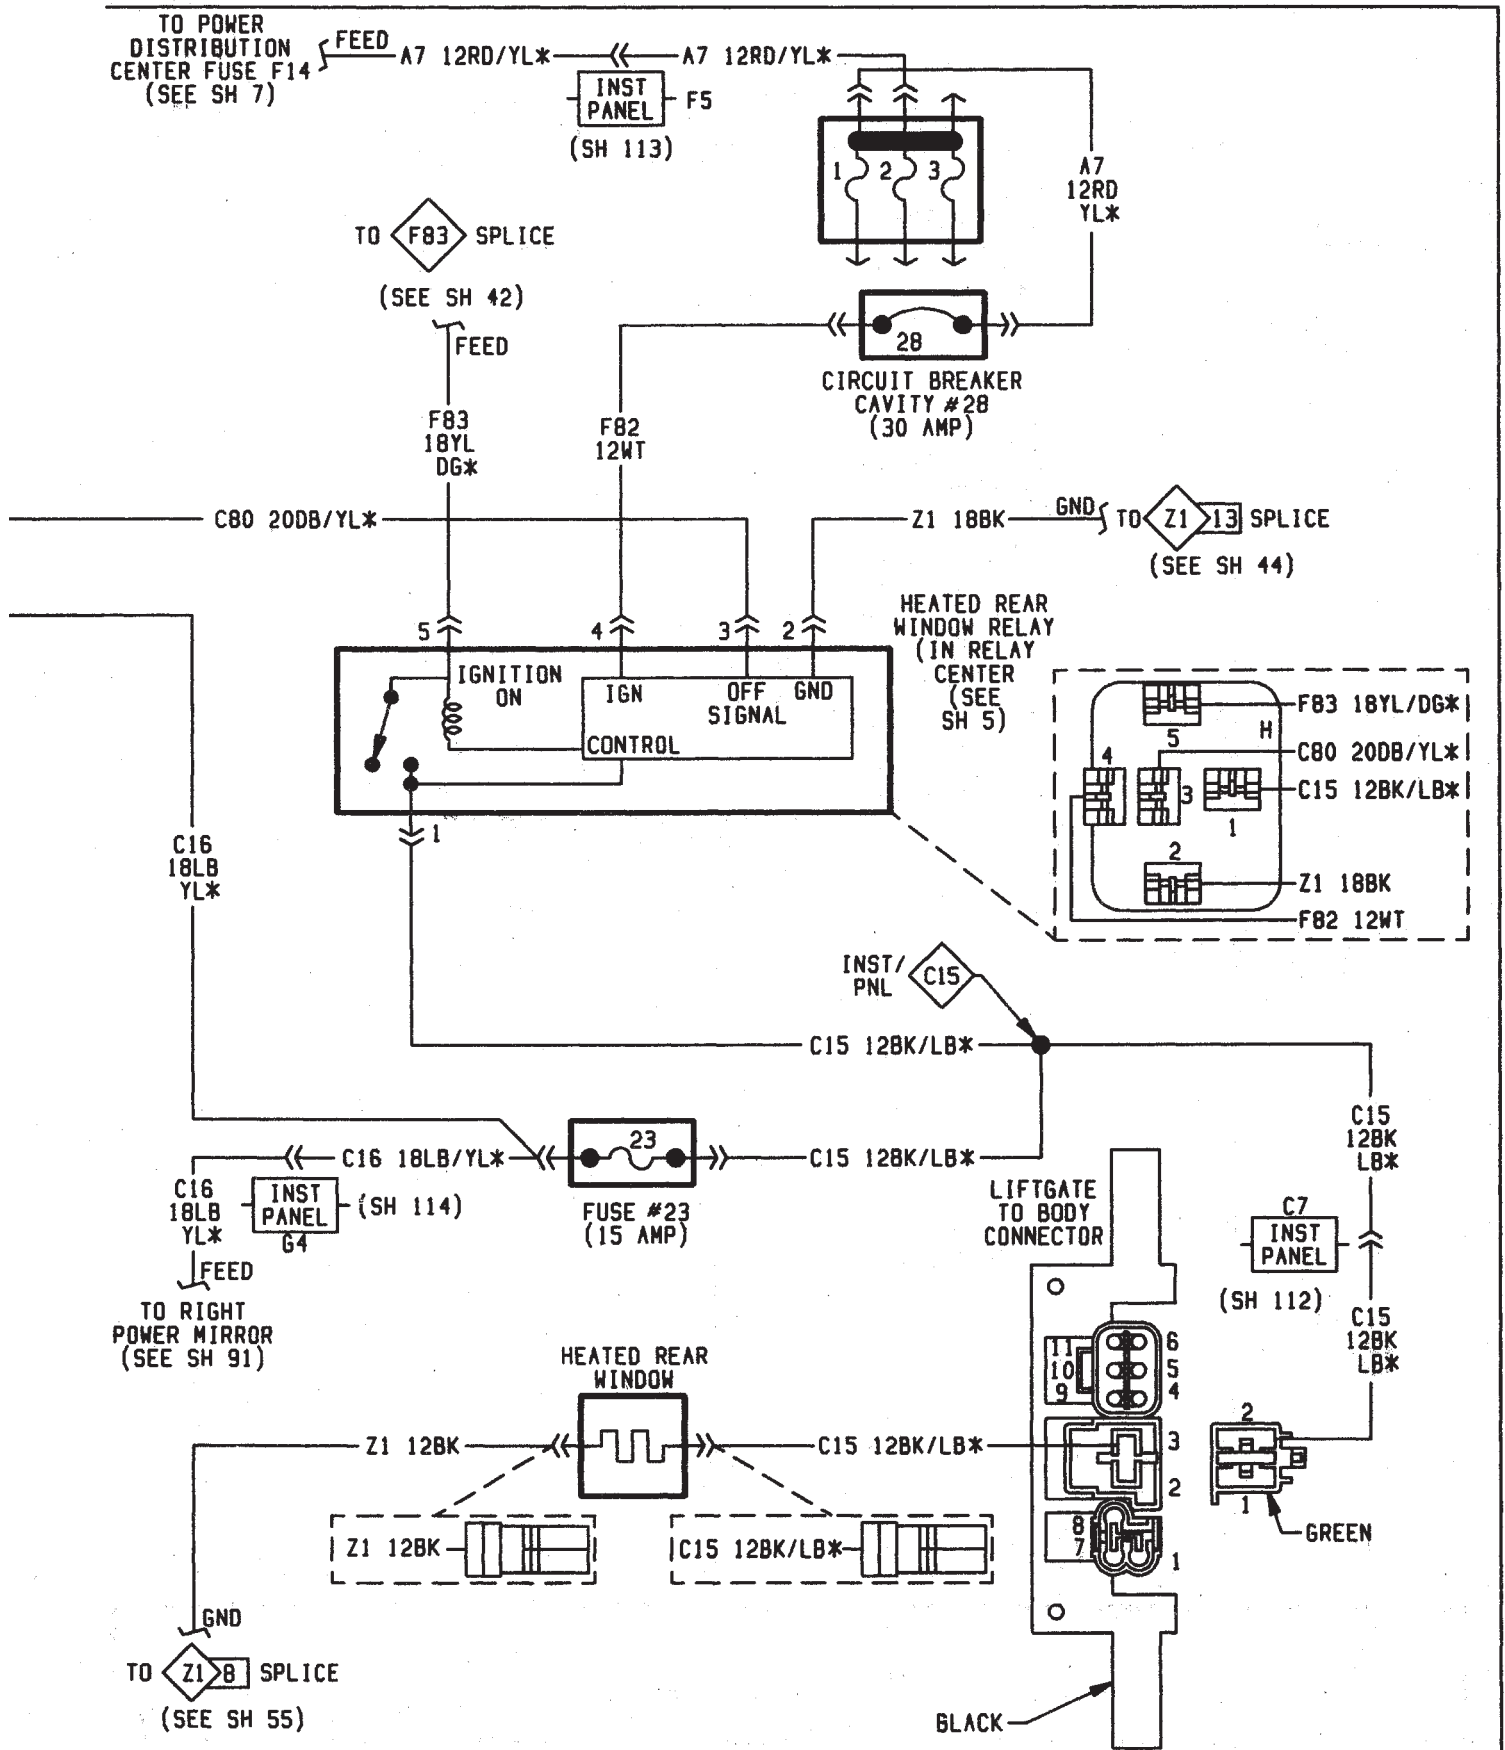 TO POWER
DISTRIBUTION
CENTER FUSE F14
(SEE SH 7)
FEED
A7 12RD/YL*
A7 12RD/YL*
INST
PANEL
F5
(SH 113)
1 2 3
A7
12RD
YL*
TO F83 SPLICE
(SEE SH 42)
FEED
28
CIRCUIT BREAKER
CAVITY #28
(30 AMP)
F83
18YL
DG*
F82
12WT
C80 20DB/YL*
Z1 18BK
GND
TO Z1 13 SPLICE
(SEE SH 44)
HEATED REAR
WINDOW RELAY
(IN RELAY
CENTER
(SEE
SH 5)
5
4
3
2
IGNITION
ON
IGN
OFF
SIGNAL
GND
CONTROL
1
F83 18YL/DG*
5
H
C80 20DB/YL*
4
3
C15 12BK/LB*
1
2
Z1 18BK
F82 12WT
C16
18LB
YL*
INST/
PNL
C15
C15 12BK/LB*
C16 18LB/YL*
23
C15 12BK/LB*
FUSE #23
(15 AMP)
C16
18LB
YL*
INST
PANEL
G4
(SH 114)
FEED
TO RIGHT
POWER MIRROR
(SEE SH 91)
C15
12BK
LB*
C7
INST
PANEL
(SH 112)
C15
12BK
LB*
LIFTGATE
TO BODY
CONNECTOR
11
10
9
6
5
4
3
2
8
7
1
2
1
GREEN
BLACK
HEATED REAR
WINDOW
Z1 12BK
C15 12BK/LB*
Z1 12BK
C15 12BK/LB*
GND
TO Z1 8 SPLICE
(SEE SH 55)